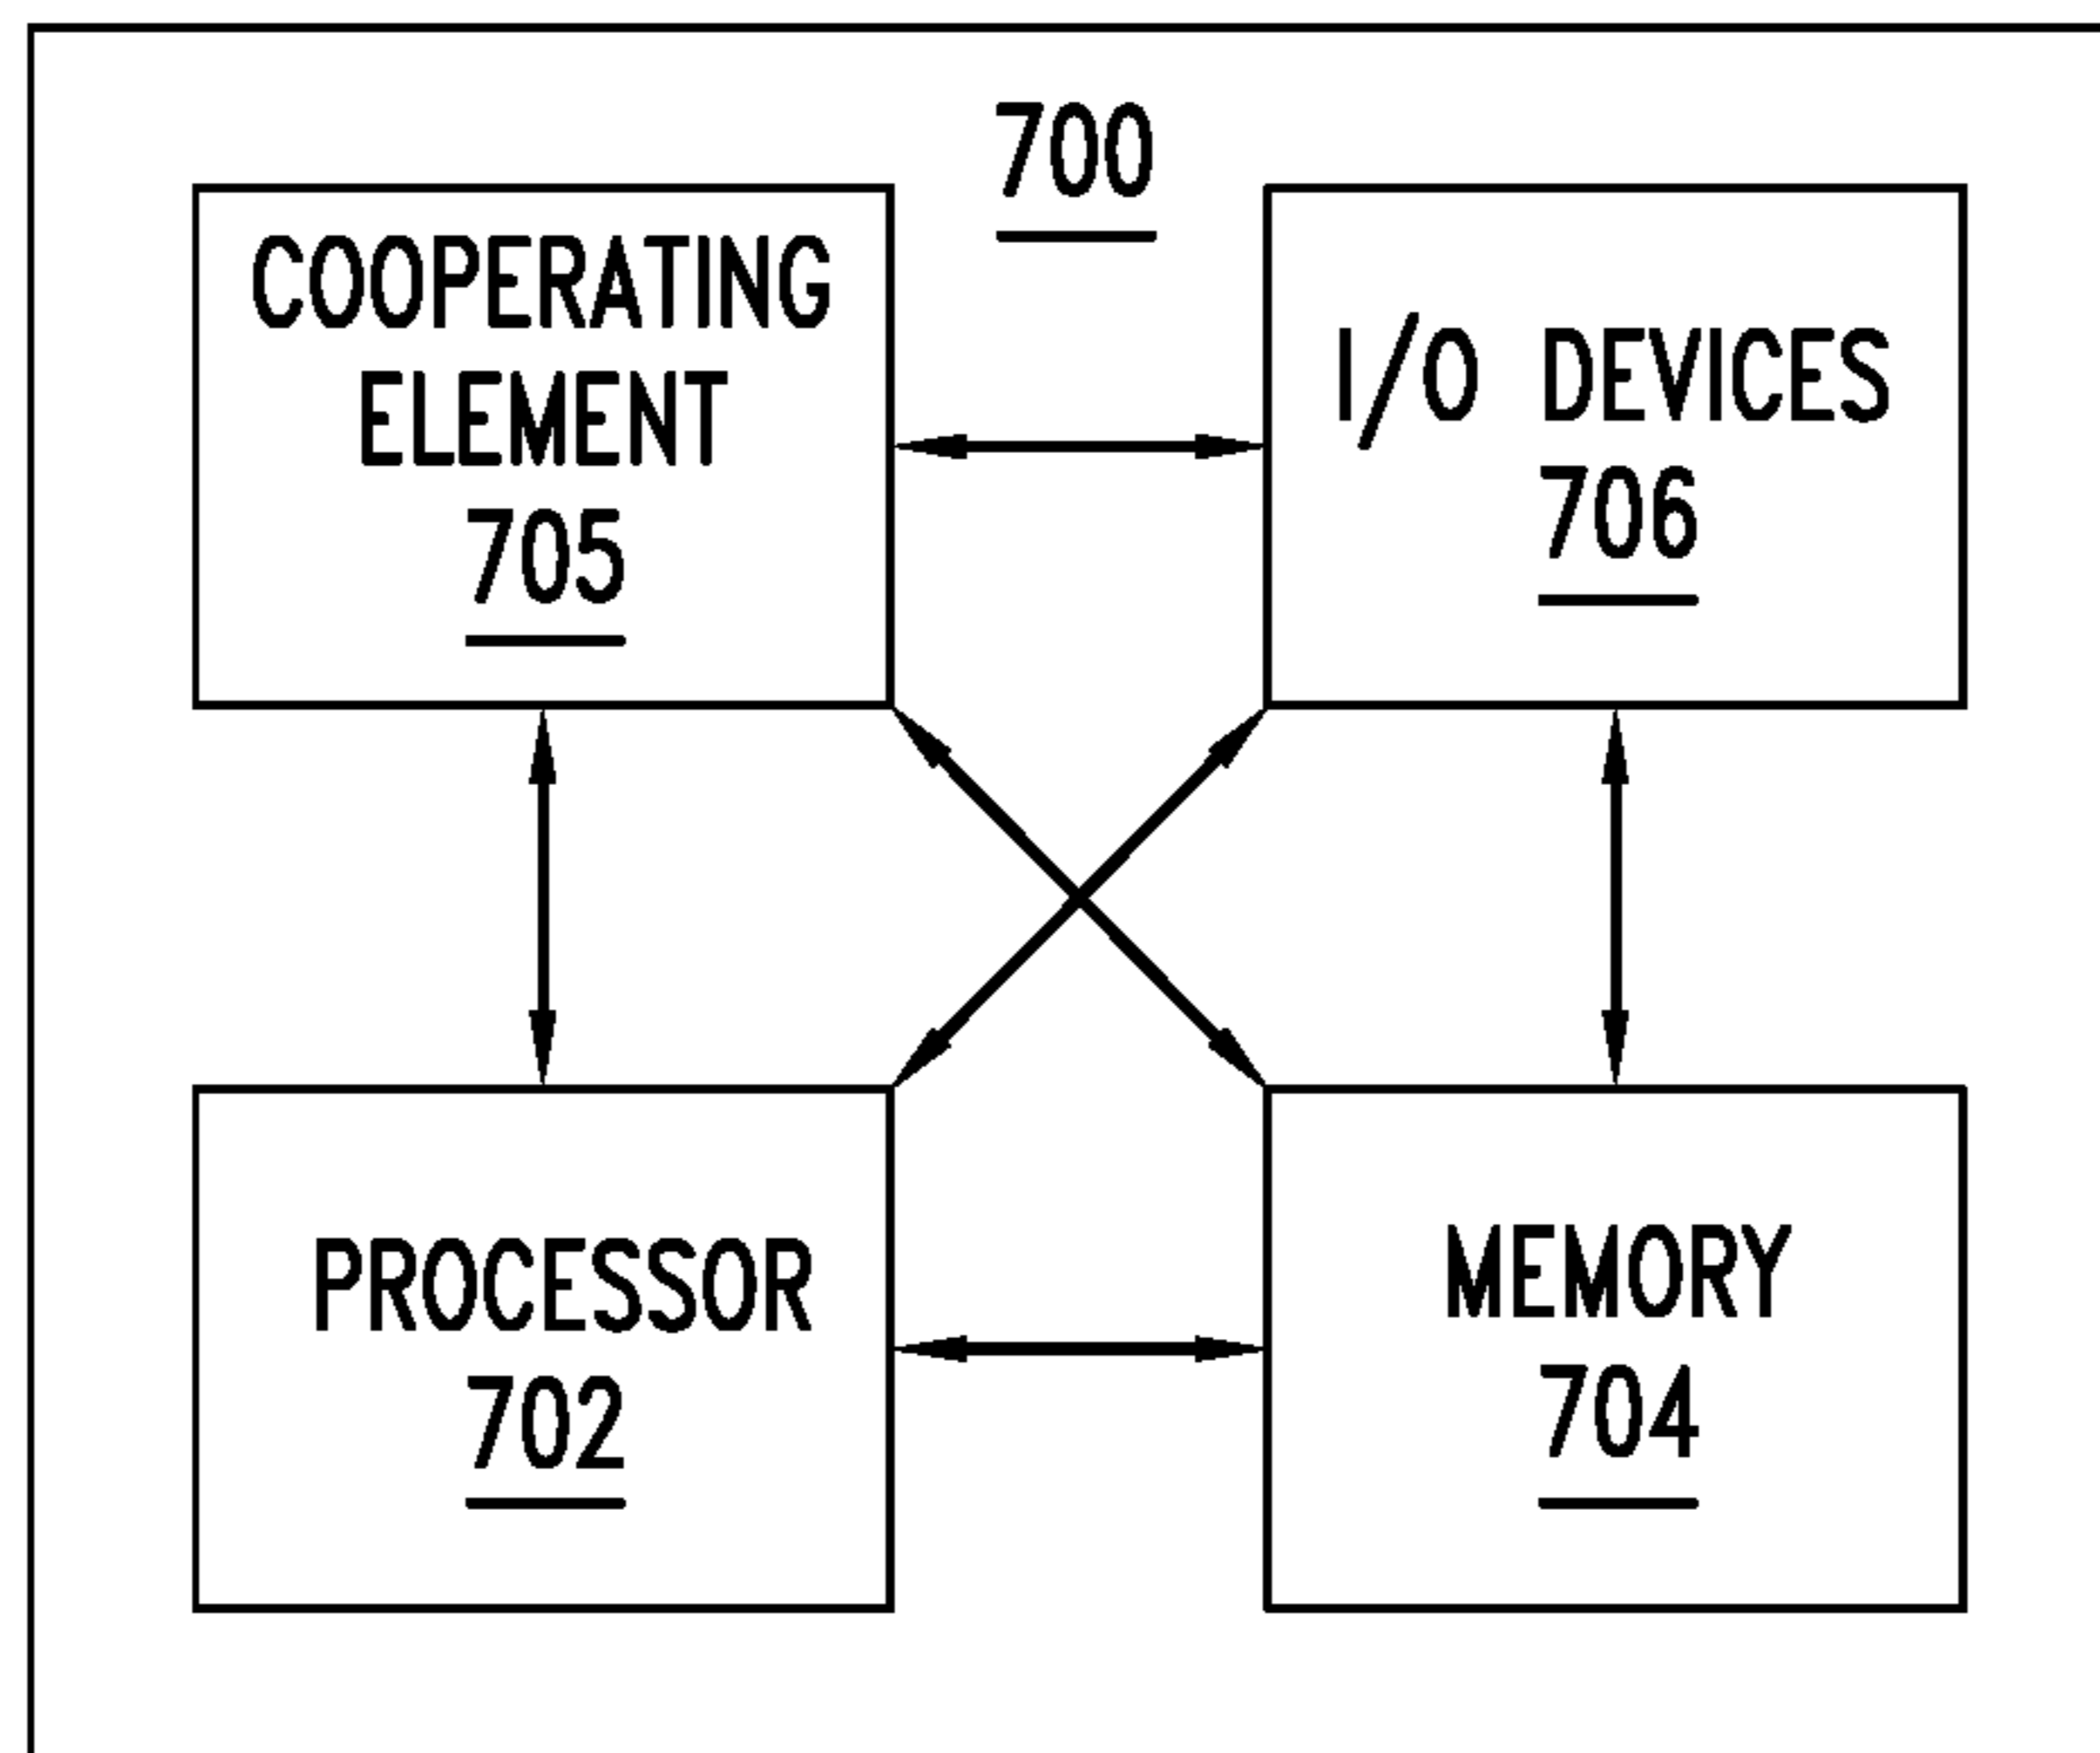 700
COOPERATING
ELEMENT
705
I/O DEVICES
706
PROCESSOR
702
MEMORY
704